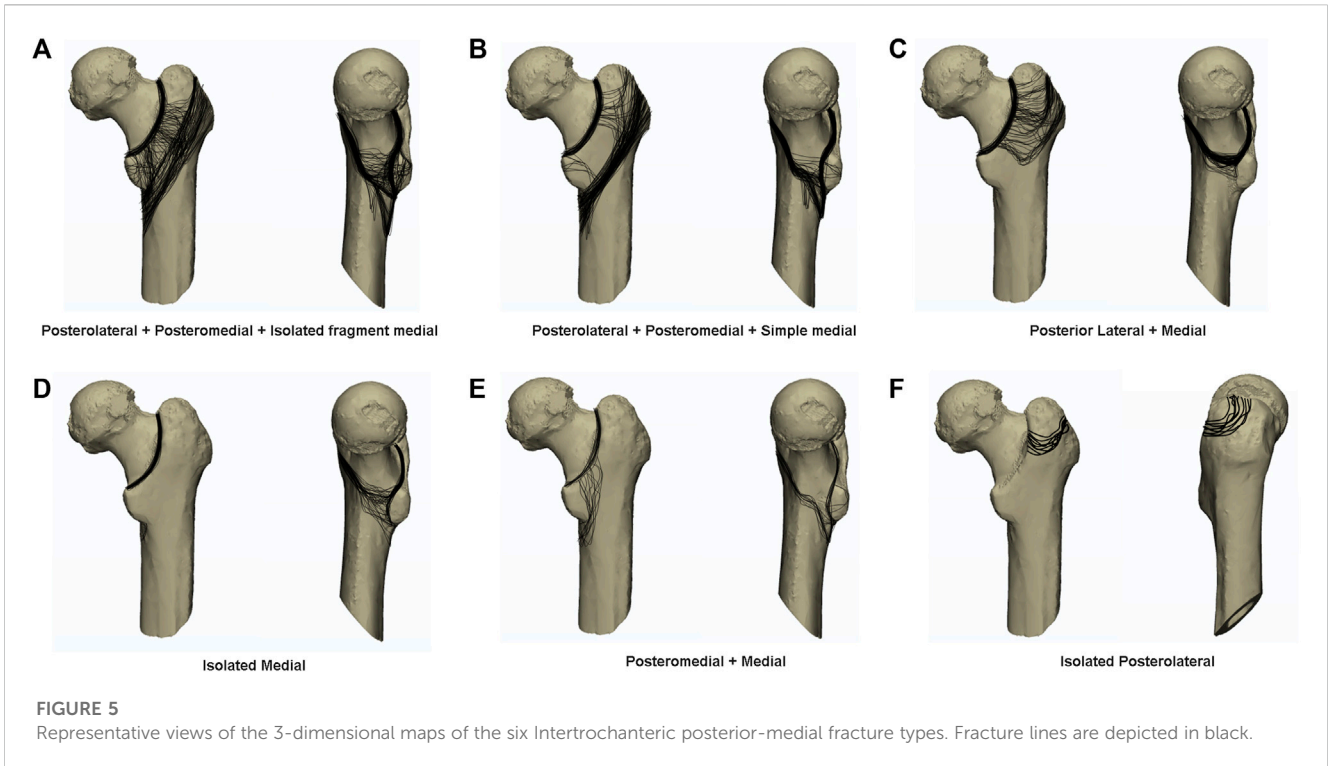 A
B
C
Posterolateral + Posteromedial + Isolated fragment medial
Posterolateral + Posteromedial + Simple medial
Posterior Lateral + Medial
D
E
F
Isolated Medial
Posteromedial + Medial
Isolated Posterolateral
FIGURE 5
Representative views of the 3-dimensional maps of the six Intertrochanteric posterior-medial fracture types. Fracture lines are depicted in black.